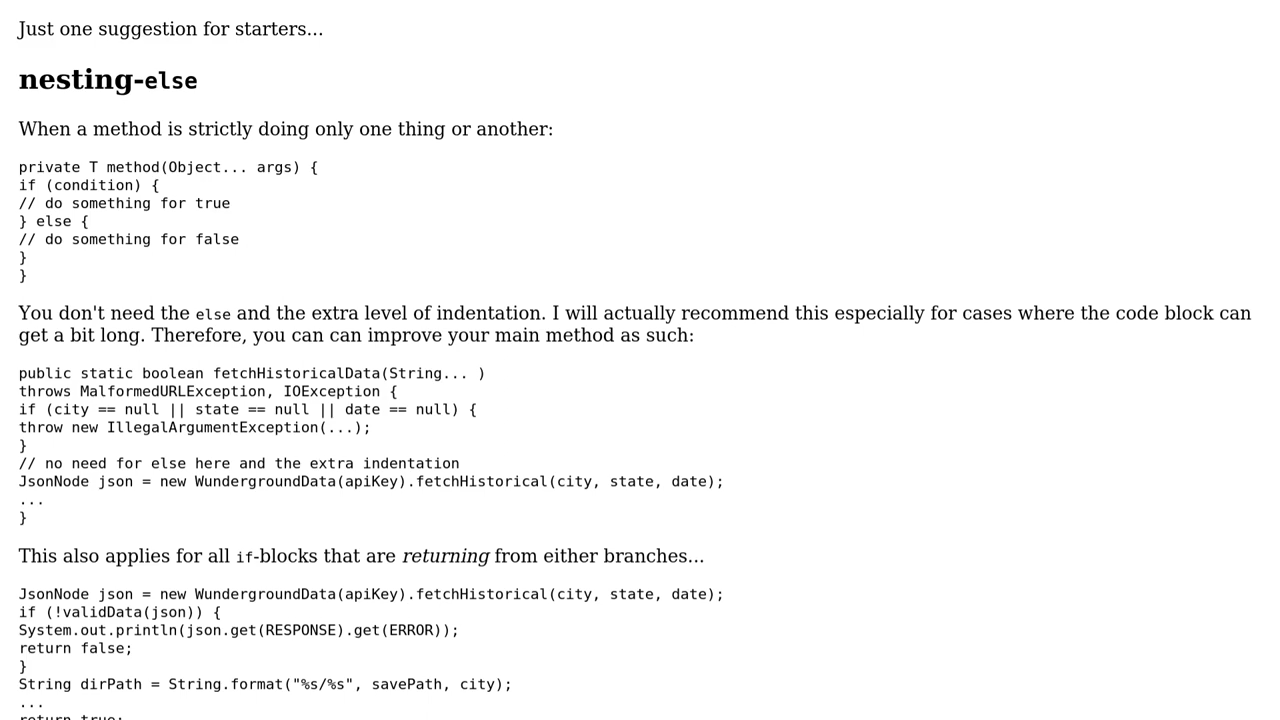 Just one suggestion for starters...
nesting-else
When a method is strictly doing only one thing or another:
private T method(Object... args) {
if (condition) {
// do something for true
} else {
// do something for false
}
}
You don't need the else and the extra level of indentation. I will actually recommend this especially for cases where the code block can
get a bit long. Therefore, you can can improve your main method as such:
public static boolean fetchHistoricalData(String... )
throws MalformedURLException, IOException {
if (city == null || state == null || date == null) {
throw new IllegalArgumentException(...);
}
// no need for else here and the extra indentation
JsonNode json = new WundergroundData(apiKey).fetchHistorical(city, state, date);
...
}
This also applies for all if-blocks that are returning from either branches...
JsonNode json = new WundergroundData(apiKey).fetchHistorical(city, state, date);
if (!validData(json)) {
System.out.println(json.get(RESPONSE).get(ERROR));
return false;
}
String dirPath = String.format("%s/%s", savePath, city);
...
return true;